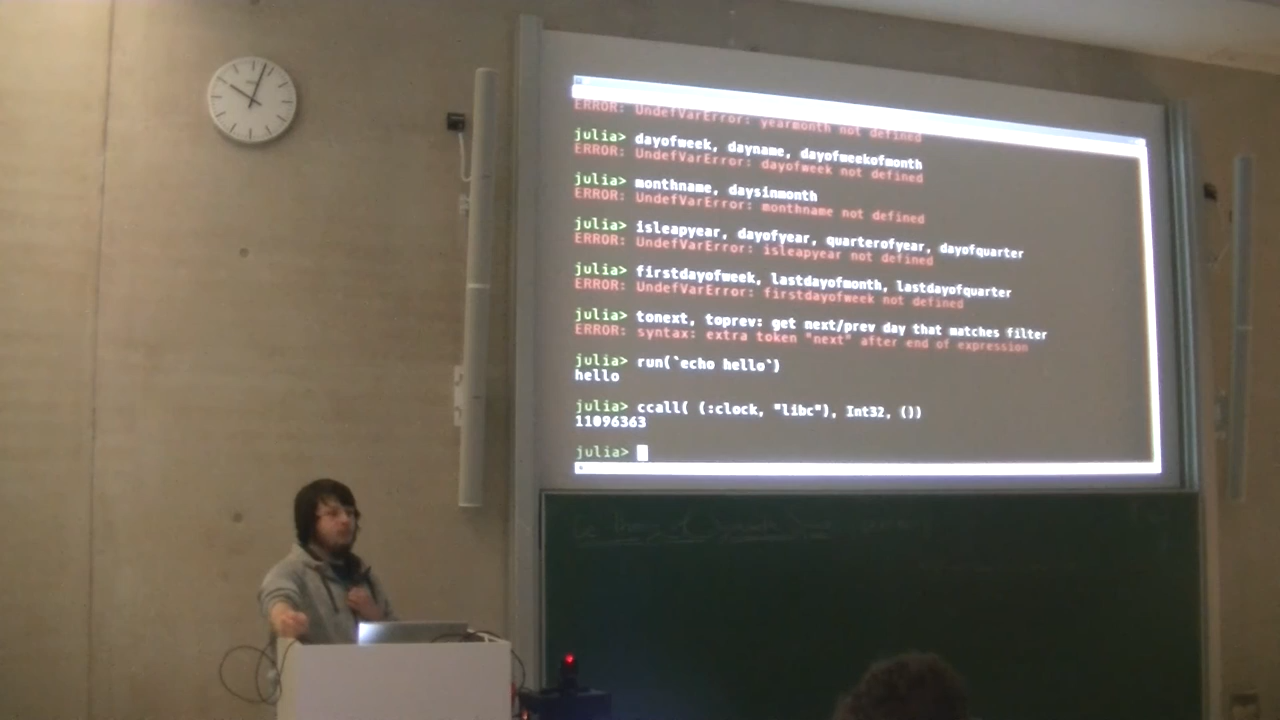 ERROR: UndefVarError: yearmonth not defined
julia> dayofweek, dayname, dayofweekofmonth
ERROR: UndefVarError: dayofweek not defined
julia> monthname, daysinmonth
ERROR: UndefVarError: monthname not defined
julia> isleapyear, dayofyear, quarterofyear, dayofquarter
ERROR: UndefVarError: isleapyear not defined
julia> firstdayofweek, lastdayofmonth, lastdayofquarter
ERROR: UndefVarError: firstdayofweek not defined
julia> tonext, toprev: get next/prev day that matches filter
ERROR: syntax: extra token "next" after end of expression
julia> run(`echo hello`)
hello
julia> ccall( (:clock, "libc"), Int32, ())
11096363
julia>